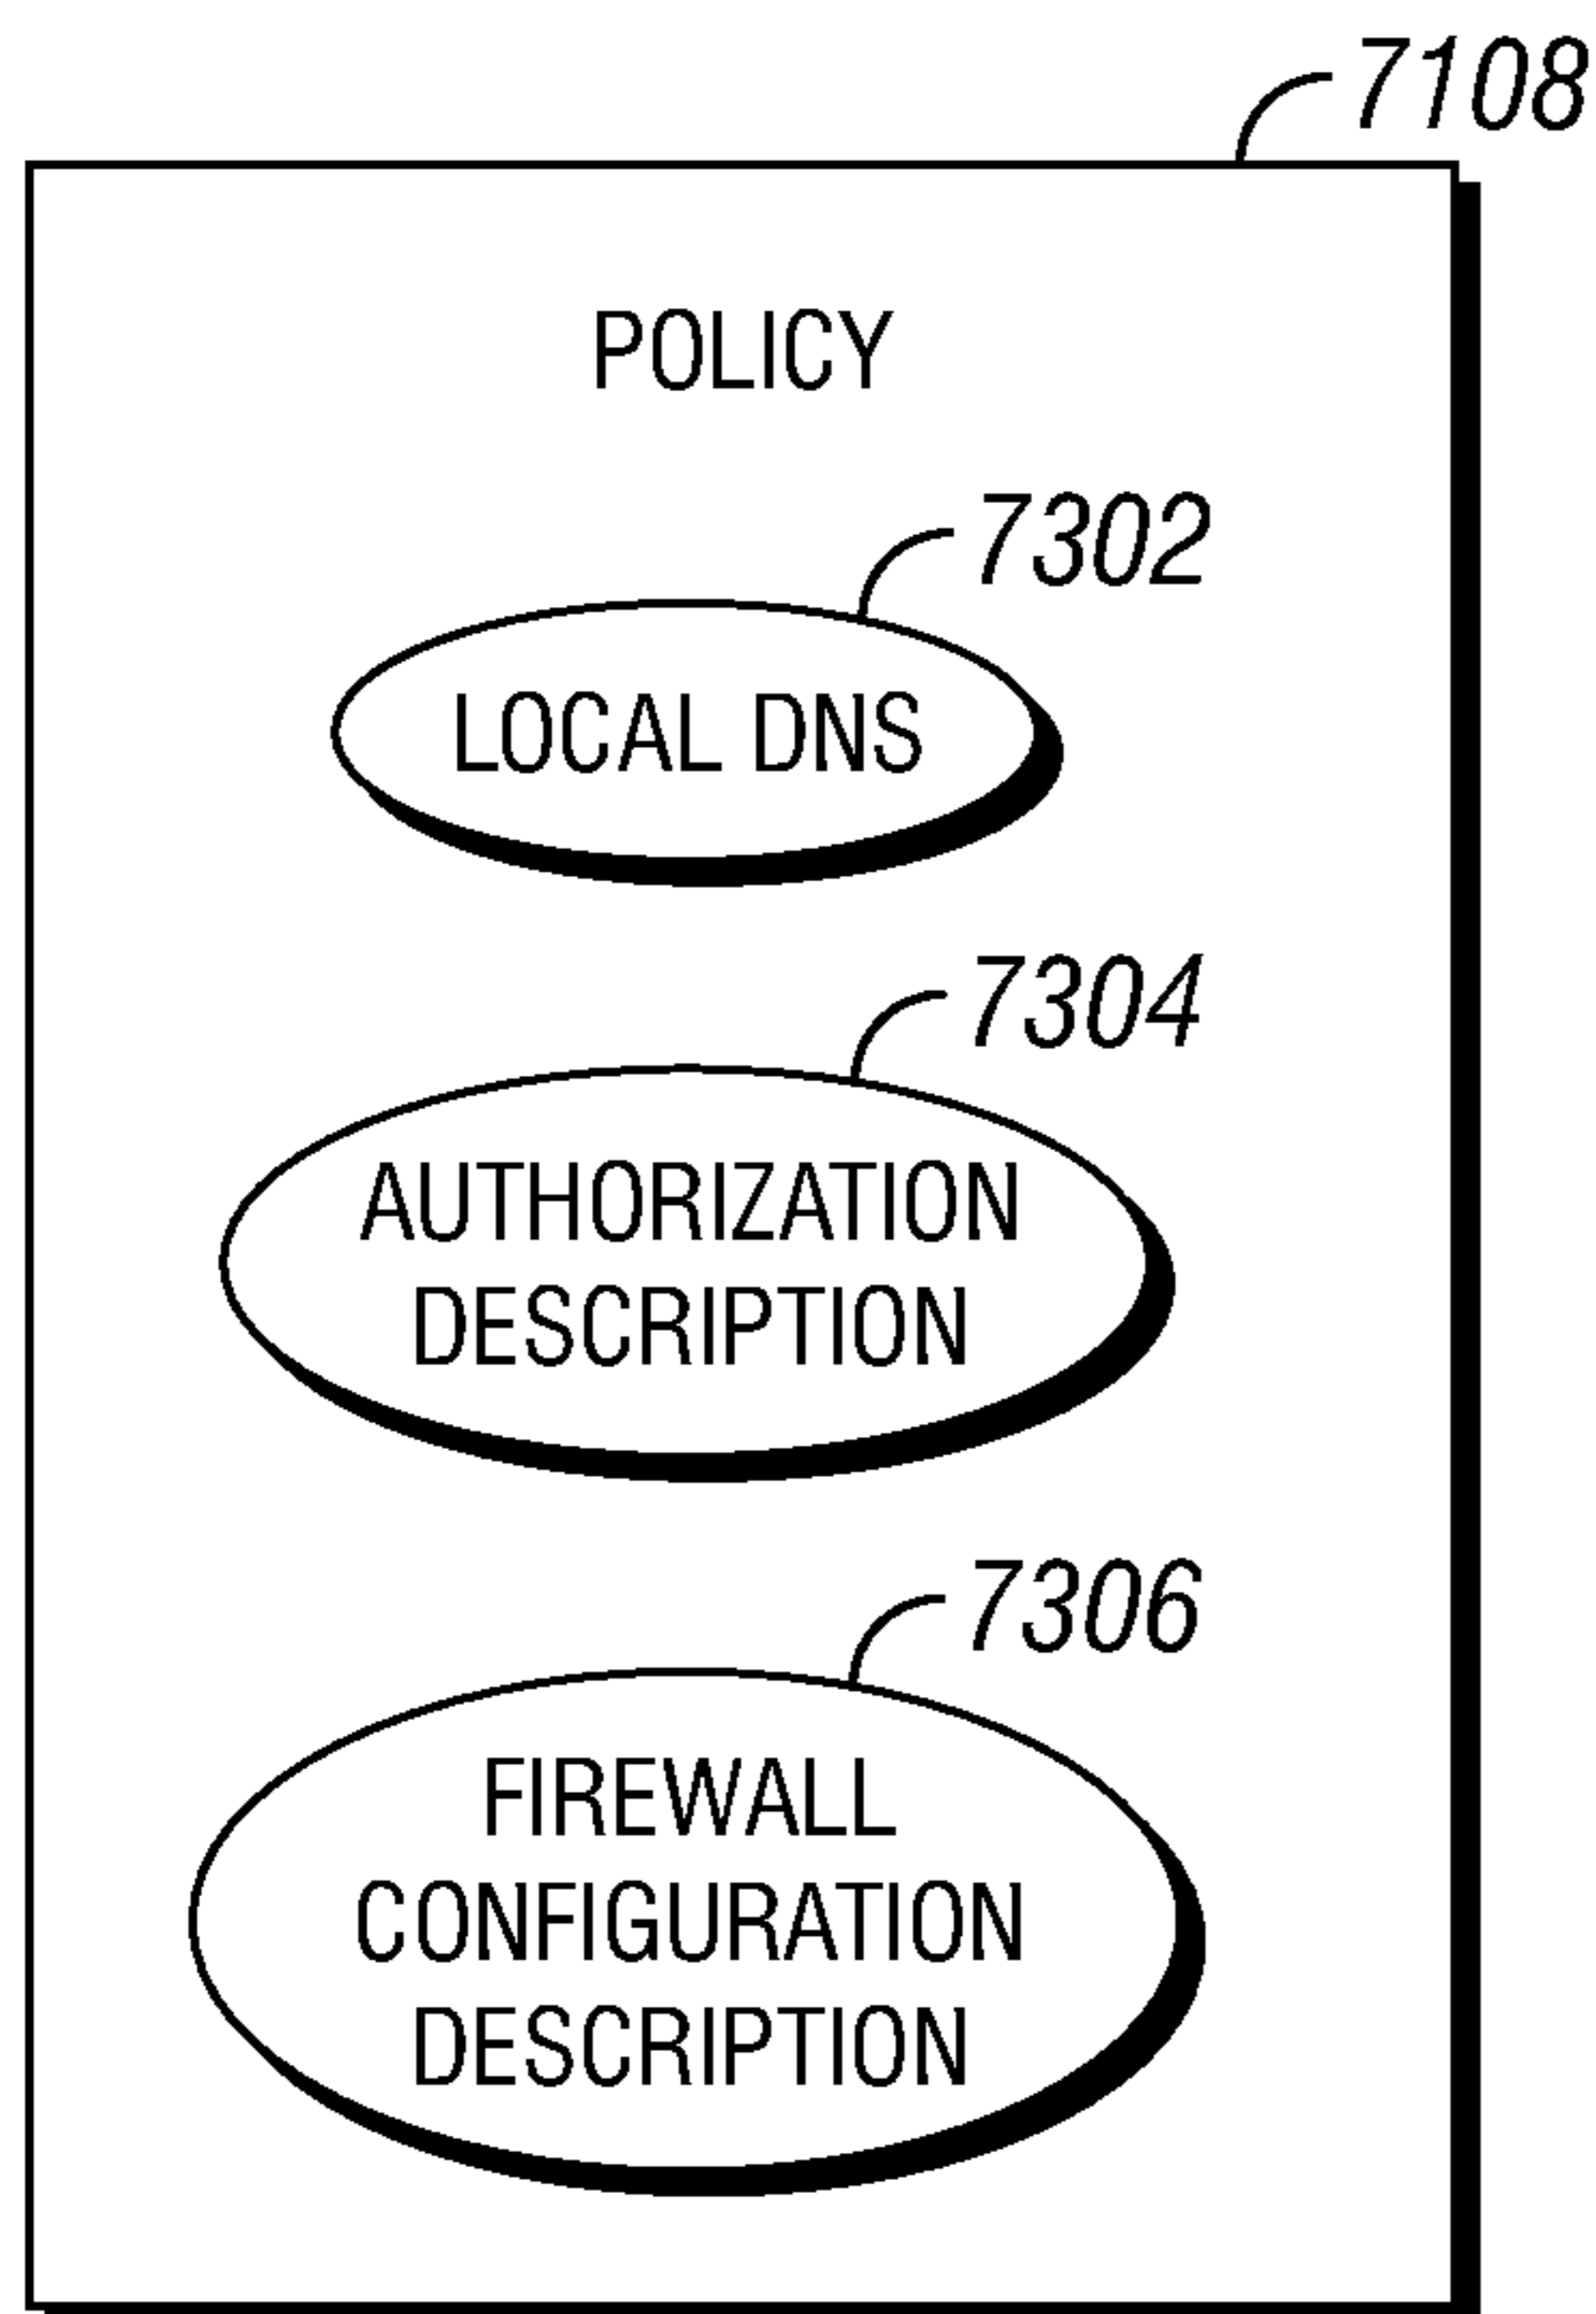 7108
POLICY
7302
LOCAL DNS
7304
AUTHORIZATION
DESCRIPTION
7306
FIREWALL
CONFIGURATION
DESCRIPTION